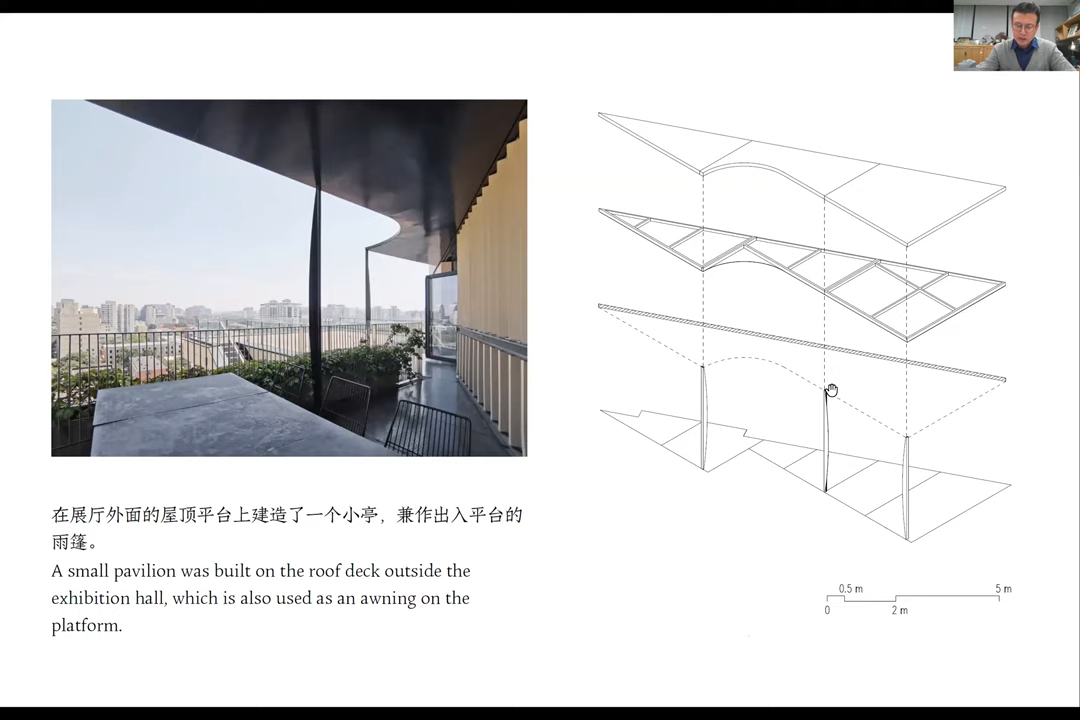 在展厅外面的屋顶平台上建造了一个小亭，兼作出入平台的
雨篷。
A small pavilion was built on the roof deck outside the
exhibition hall, which is also used as an awning on the
platform.
0.5 m
5 m
0
2 m